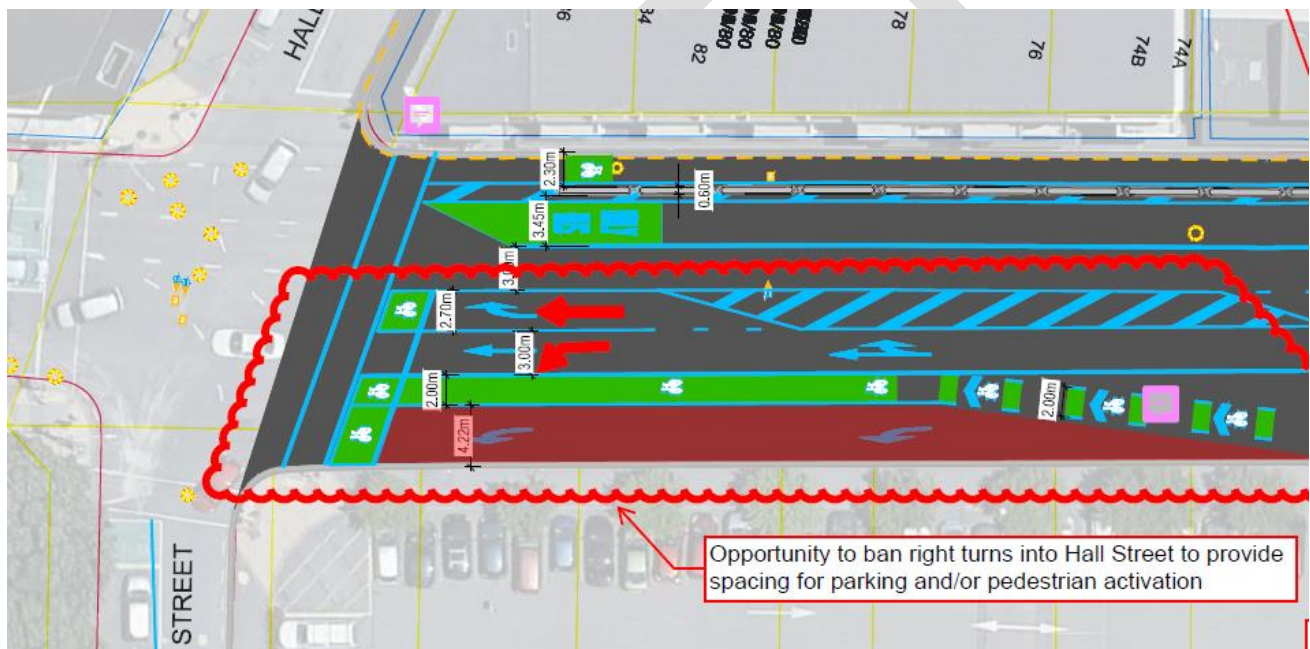 HALL
86
84
82
78
76
74B
74A
2.30m
0.60m
3.45m
2.70m
3.00m
2.00m
2.00m
4.22m
Opportunity to ban right turns into Hall Street to provide
spacing for parking and/or pedestrian activation
STREET